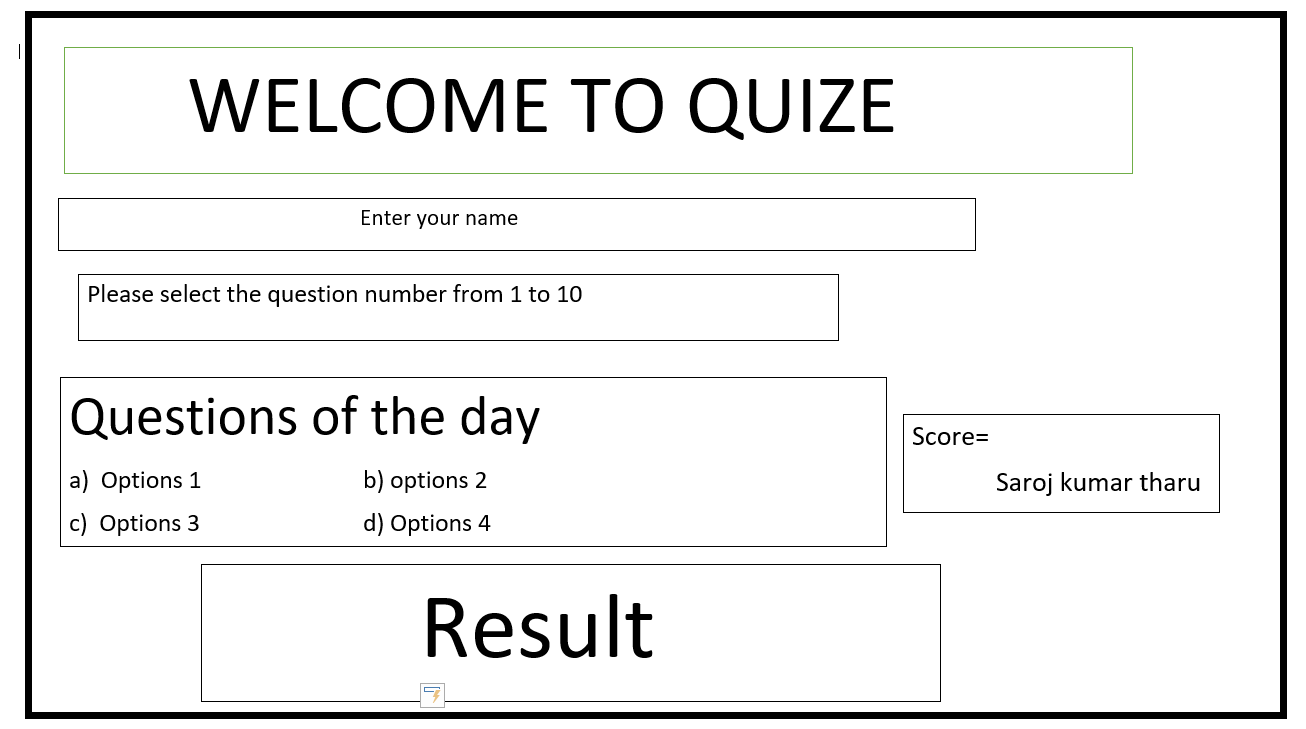 WELCOME TO QUIZE
Enter your name
Please select the question number from 1 to 10
Questions of the day
a) Options 1 b) options 2
c) Options 3 d) Options 4
Score=
Saroj kumar tharu
Result